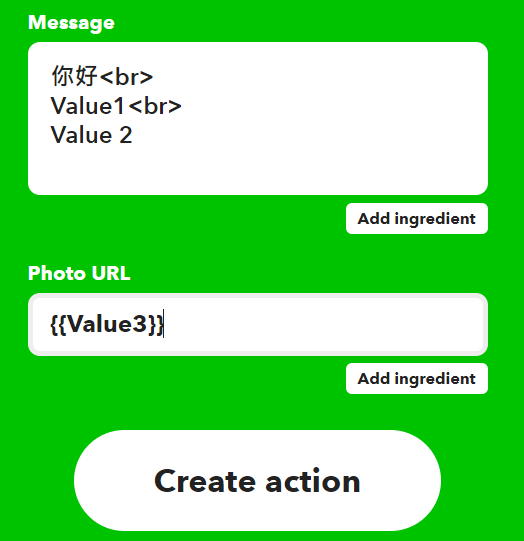 Message
你好<br>
Value1<br>
Value 2
Add ingredient
Photo URL
{{Value3}}
Add ingredient
Create action